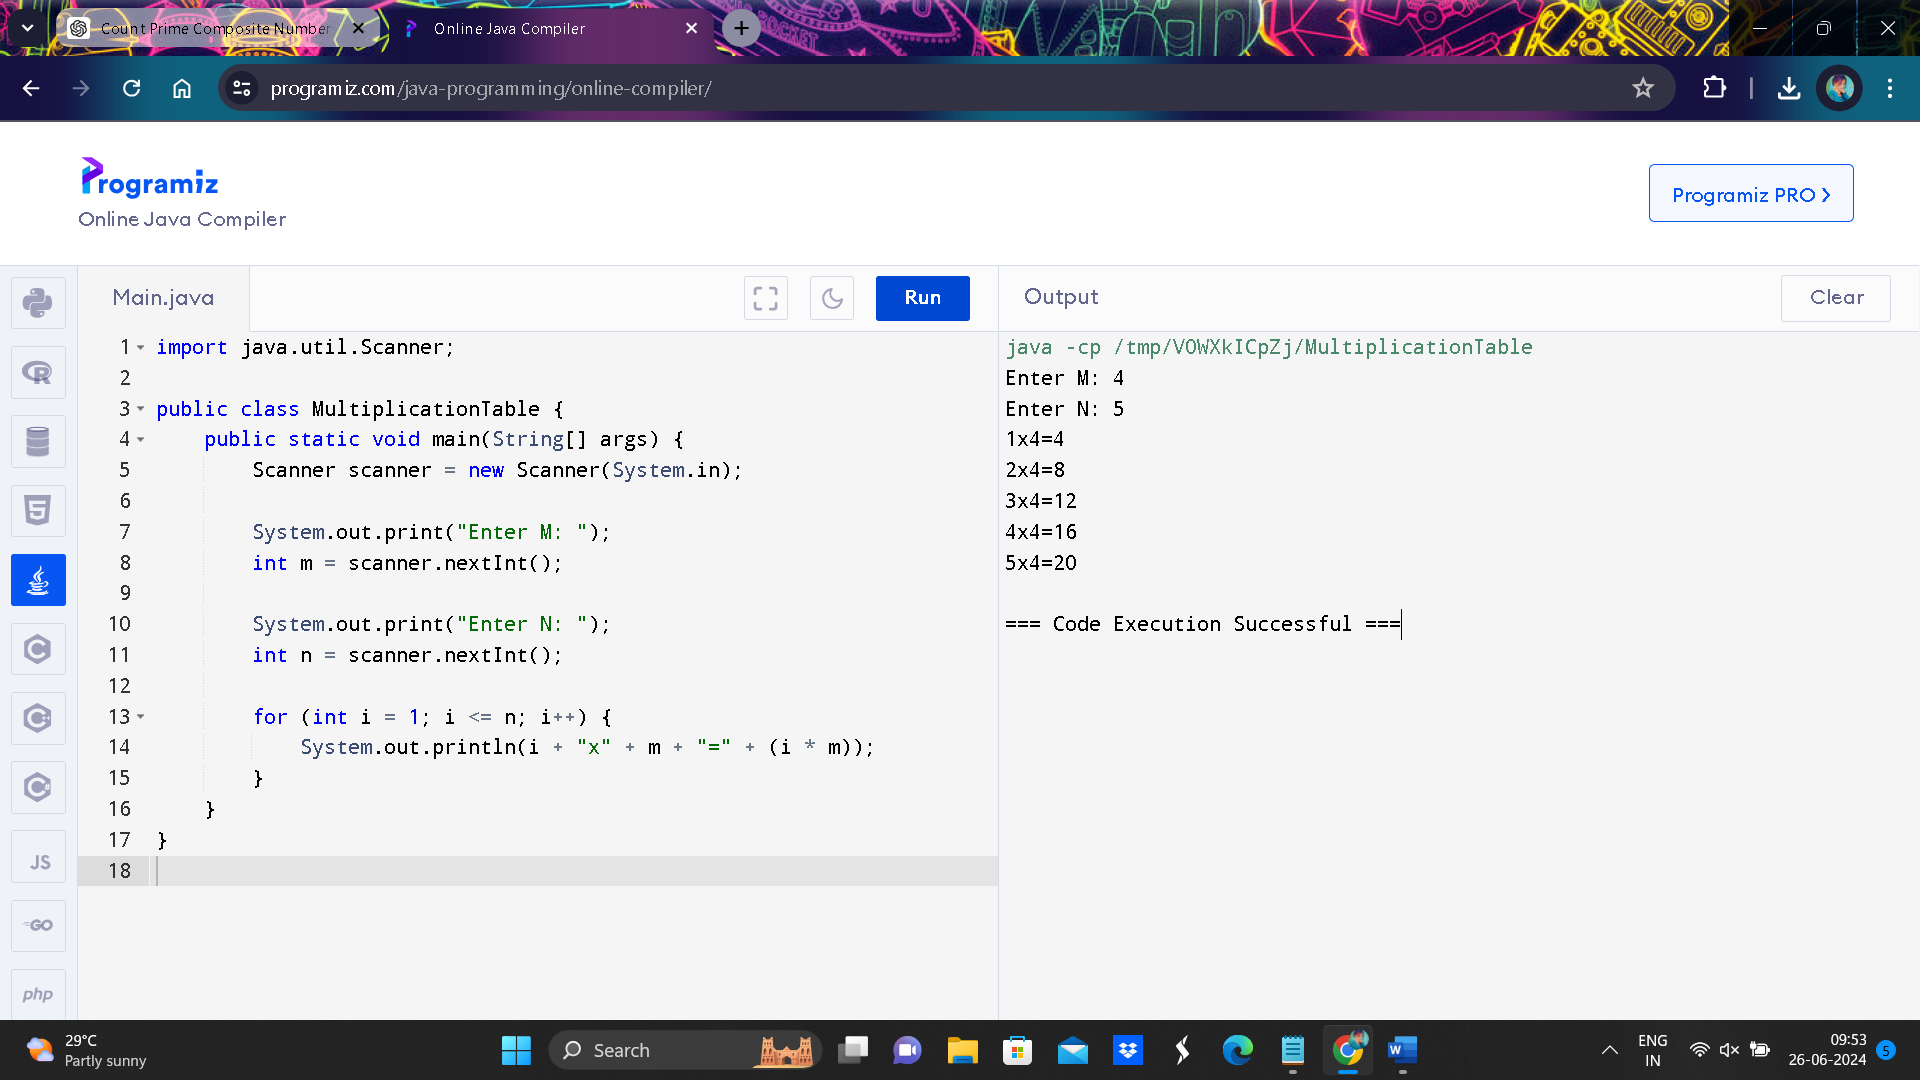 Count Prime Composite Number
Online Java Compiler
programiz.com/java-programming/online-compiler/
Programiz
Online Java Compiler
Programiz PRO
Main.java
Run
Output
Clear
1 import java.util.Scanner;
2
3 public class MultiplicationTable {
4 public static void main(String[] args) {
5 Scanner scanner = new Scanner(System.in);
6
7 System.out.print("Enter M: ");
8 int m = scanner.nextInt();
9
10 System.out.print("Enter N: ");
11 int n = scanner.nextInt();
12
13 for (int i = 1; i <= n; i++) {
14 System.out.println(i + "x" + m + "=" + (i * m));
15 }
16 }
17 }
18
java -cp /tmp/VOWXkICpZj/MultiplicationTable
Enter M: 4
Enter N: 5
1x4=4
2x4=8
3x4=12
4x4=16
5x4=20
=== Code Execution Successful ===
R
5
C
C
C
JS
GO
php
29°C
Partly sunny
Search
W
ENG
IN
09:53
26-06-2024
5